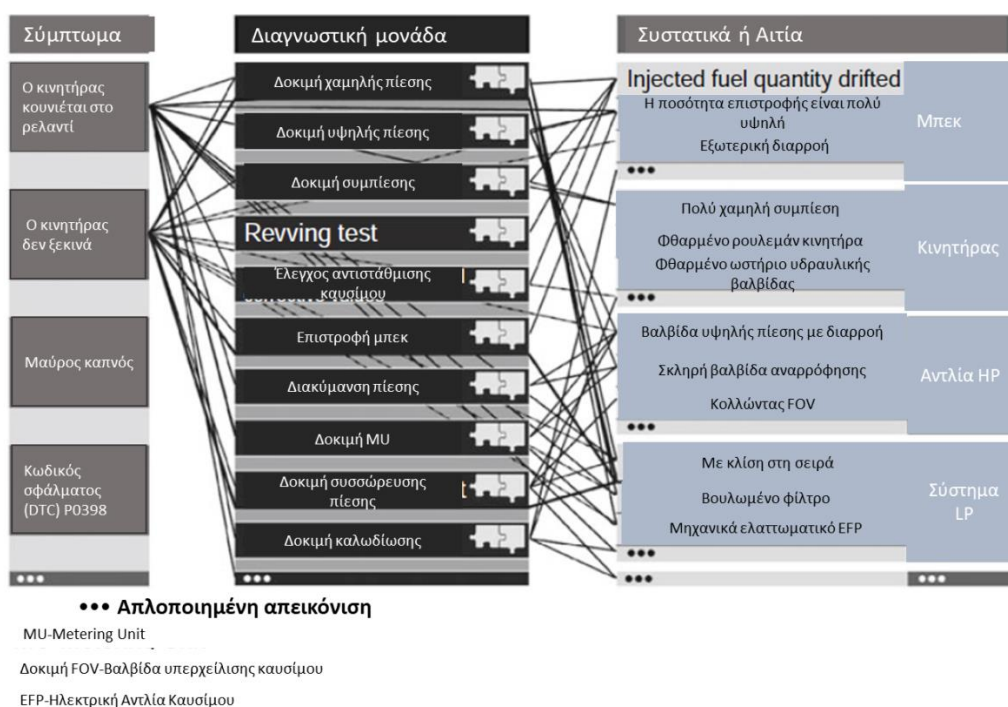 Σύμπτωμα
Ο κινητήρας
κουνιέται στο
ρελαντί
Ο κινητήρας
δεν ξεκινά
Μαύρος καπνός
Κωδικός
σφάλματος
(DTC) P0398
•••
Διαγνωστική μονάδα
Δοκιμή χαμηλής πίεσης
Δοκιμή υψηλής πίεσης
Δοκιμή συμπίεσης
Revving test
Έλεγχος αντιστάθμισης
καυσίμου
Επιστροφή μπεκ
Διακύμανση πίεσης
Δοκιμή MU
Δοκιμή συσσώρευσης
πίεσης
Δοκιμή καλωδίωσης
•••
Συστατικά ή Αιτία
Injected fuel quantity drifted
Η ποσότητα επιστροφής είναι πολύ
υψηλή
Εξωτερική διαρροή
•••
Μπεκ
Πολύ χαμηλή συμπίεση
Φθαρμένο ρουλεμάν κινητήρα
Φθαρμένο ωστήριο υδραυλικής
βαλβίδας
•••
Κινητήρας
Βαλβίδα υψηλής πίεσης με διαρροή
Σκληρή βαλβίδα αναρρόφησης
Κολλώντας FOV
•••
Αντλία HP
Με κλίση στη σειρά
Βουλωμένο φίλτρο
Μηχανικά ελαττωματικό EFP
•••
Σύστημα
LP
•••
•••
••• Απλοποιημένη απεικόνιση
MU-Metering Unit
Δοκιμή FOV-Βαλβίδα υπερχείλισης καυσίμου
EFP-Ηλεκτρική Αντλία Καυσίμου